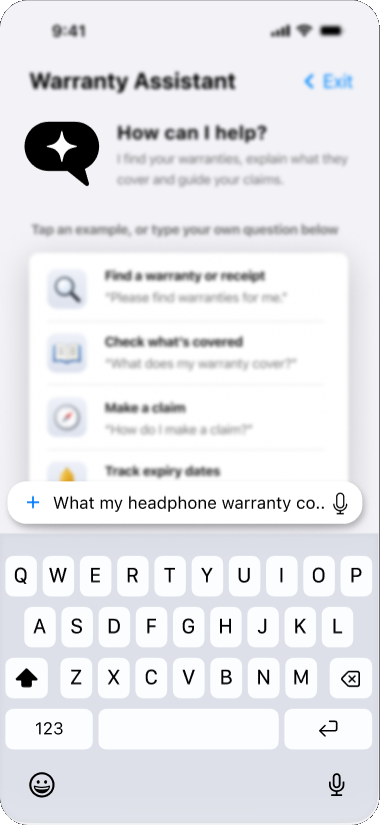 9:41
Warranty Assistant
Exit
How can I help?
I find your warranties, explain what they
cover and guide your claims.
Tap an example, or type your own question below
Find a warranty or receipt
"Please find warranties for me."
Check what's covered
"What does my warranty cover?"
Make a claim
"How do I make a claim?"
Track expiry dates
+ What my headphone warranty co..
Q W E R T Y U I O P
A S D F G H J K L
Z X C V B N M
123